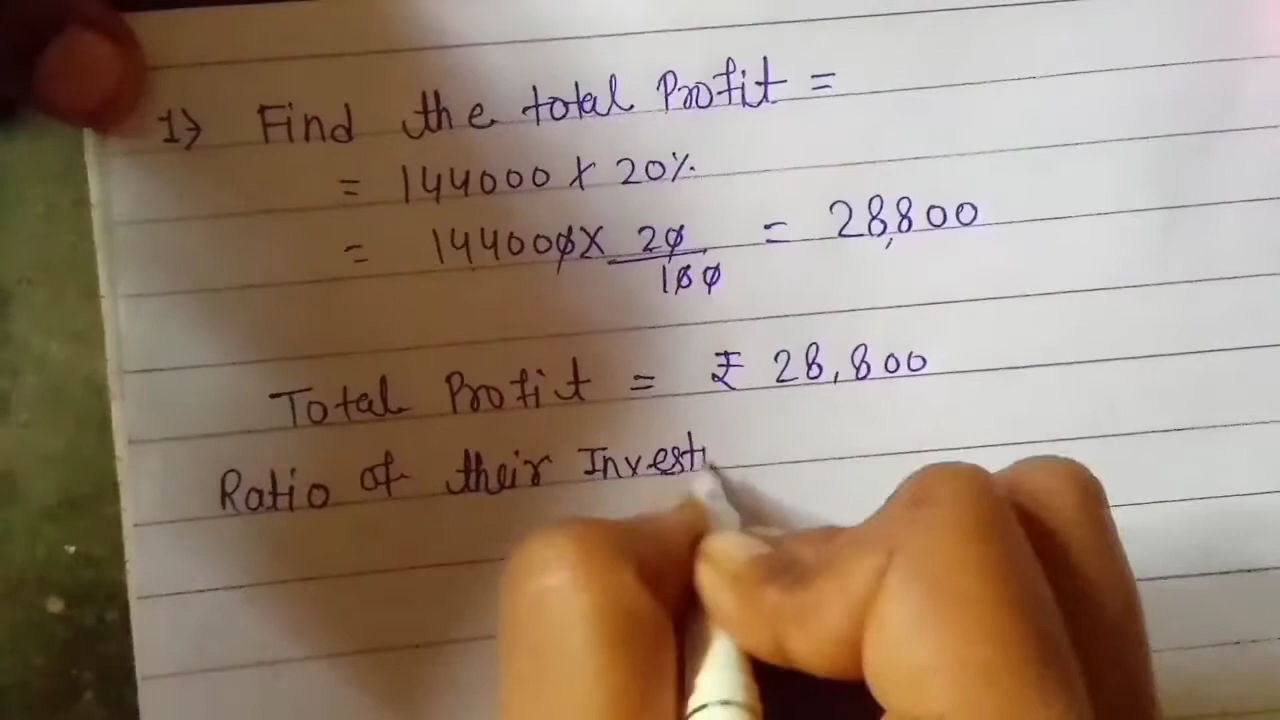 1) Find the total Profit =
= 144000 x 20%
= 144000 x 20/100 = 28,800
Total Profit = ₹ 28,800
Ratio of their Invest